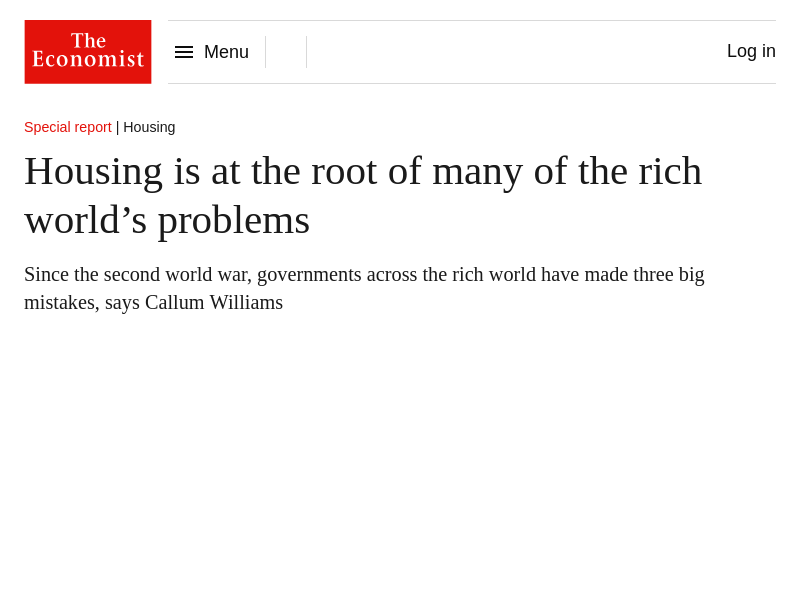 The
Economist
Menu
Log in
Special report | Housing
Housing is at the root of many of the rich
world’s problems
Since the second world war, governments across the rich world have made three big
mistakes, says Callum Williams